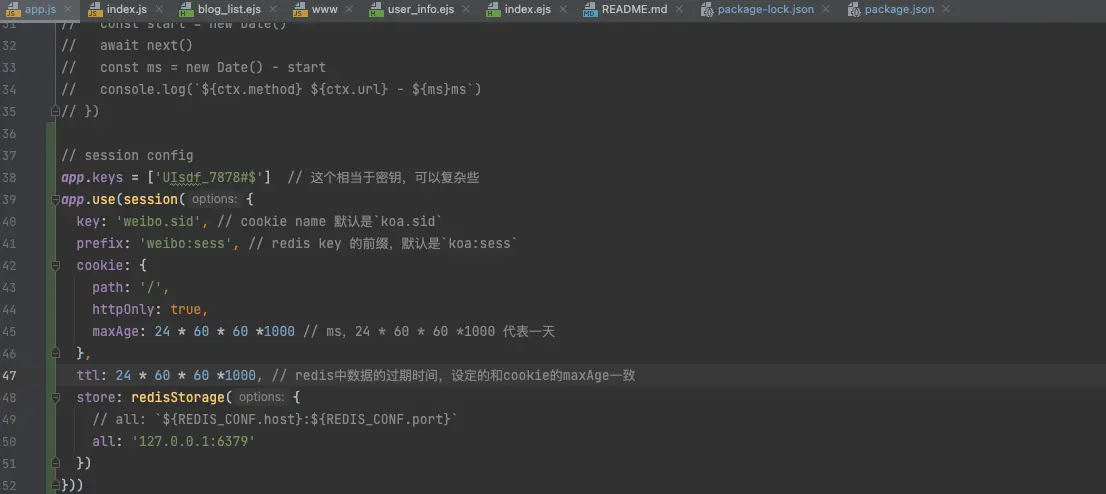 app.js index.js blog_list.ejs www user_info.ejs index.ejs README.md package-lock.json package.json
31 //   const start = new Date()
32 //   await next()
33 //   const ms = new Date() - start
34 //   console.log(`${ctx.method} ${ctx.url} - ${ms}ms`)
35 // })
36
37 // session config
38 app.keys = ['UIsdf_7878#$']  // 这个相当于密钥，可以复杂些
39 app.use(session( options: {
40   key: 'weibo.sid', // cookie name 默认是`koa.sid`
41   prefix: 'weibo:sess', // redis key 的前缀，默认是`koa:sess`
42   cookie: {
43     path: '/',
44     httpOnly: true,
45     maxAge: 24 * 60 * 60 *1000 // ms，24 * 60 * 60 *1000 代表一天
46   },
47   ttl: 24 * 60 * 60 *1000, // redis中数据的过期时间，设定的和cookie的maxAge一致
48   store: redisStorage( options: {
49     // all: `${REDIS_CONF.host}:${REDIS_CONF.port}`
50     all: '127.0.0.1:6379'
51   })
52 }))